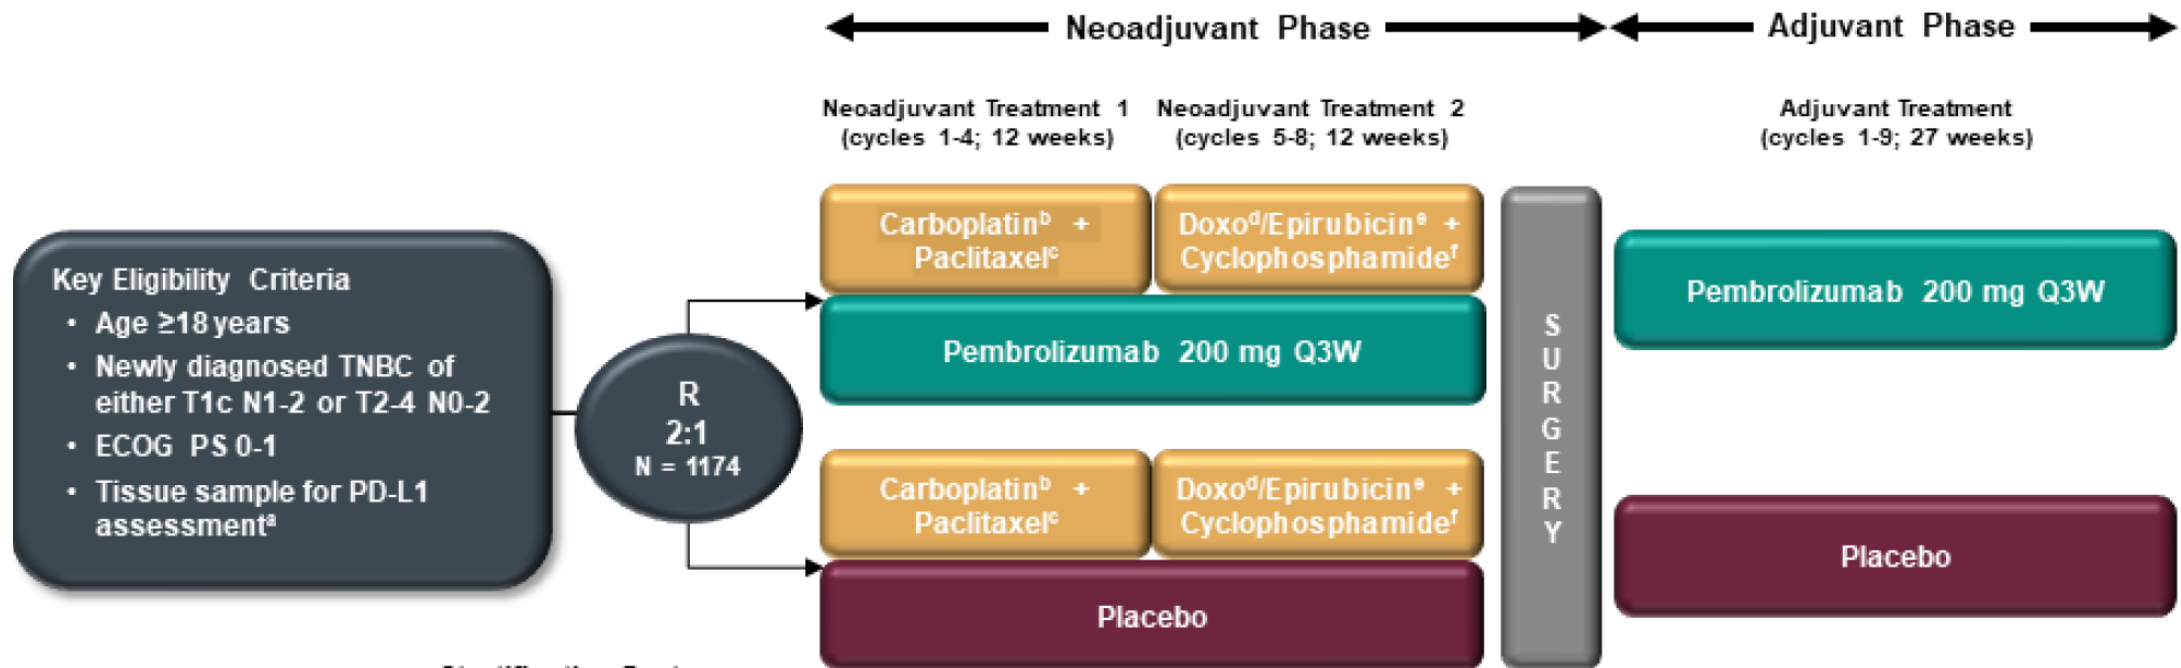 Neoadjuvant Phase
Adjuvant Phase
Neoadjuvant Treatment 1
(cycles 1-4; 12 weeks)
Neoadjuvant Treatment 2
(cycles 5-8; 12 weeks)
Adjuvant Treatment
(cycles 1-9; 27 weeks)
Key Eligibility Criteria
• Age ≥18 years
• Newly diagnosed TNBC of
either T1c N1-2 or T2-4 N0-2
• ECOG PS 0-1
• Tissue sample for PD-L1
assessmentᵃ
R
2:1
N = 1174
Carboplatinᵇ +
Paclitaxelᶜ
Doxoᵈ/Epirubicinᵉ +
Cyclophosphamideᶠ
Pembrolizumab 200 mg Q3W
Carboplatinᵇ +
Paclitaxelᶜ
Doxoᵈ/Epirubicinᵉ +
Cyclophosphamideᶠ
Placebo
SURGERY
Pembrolizumab 200 mg Q3W
Placebo